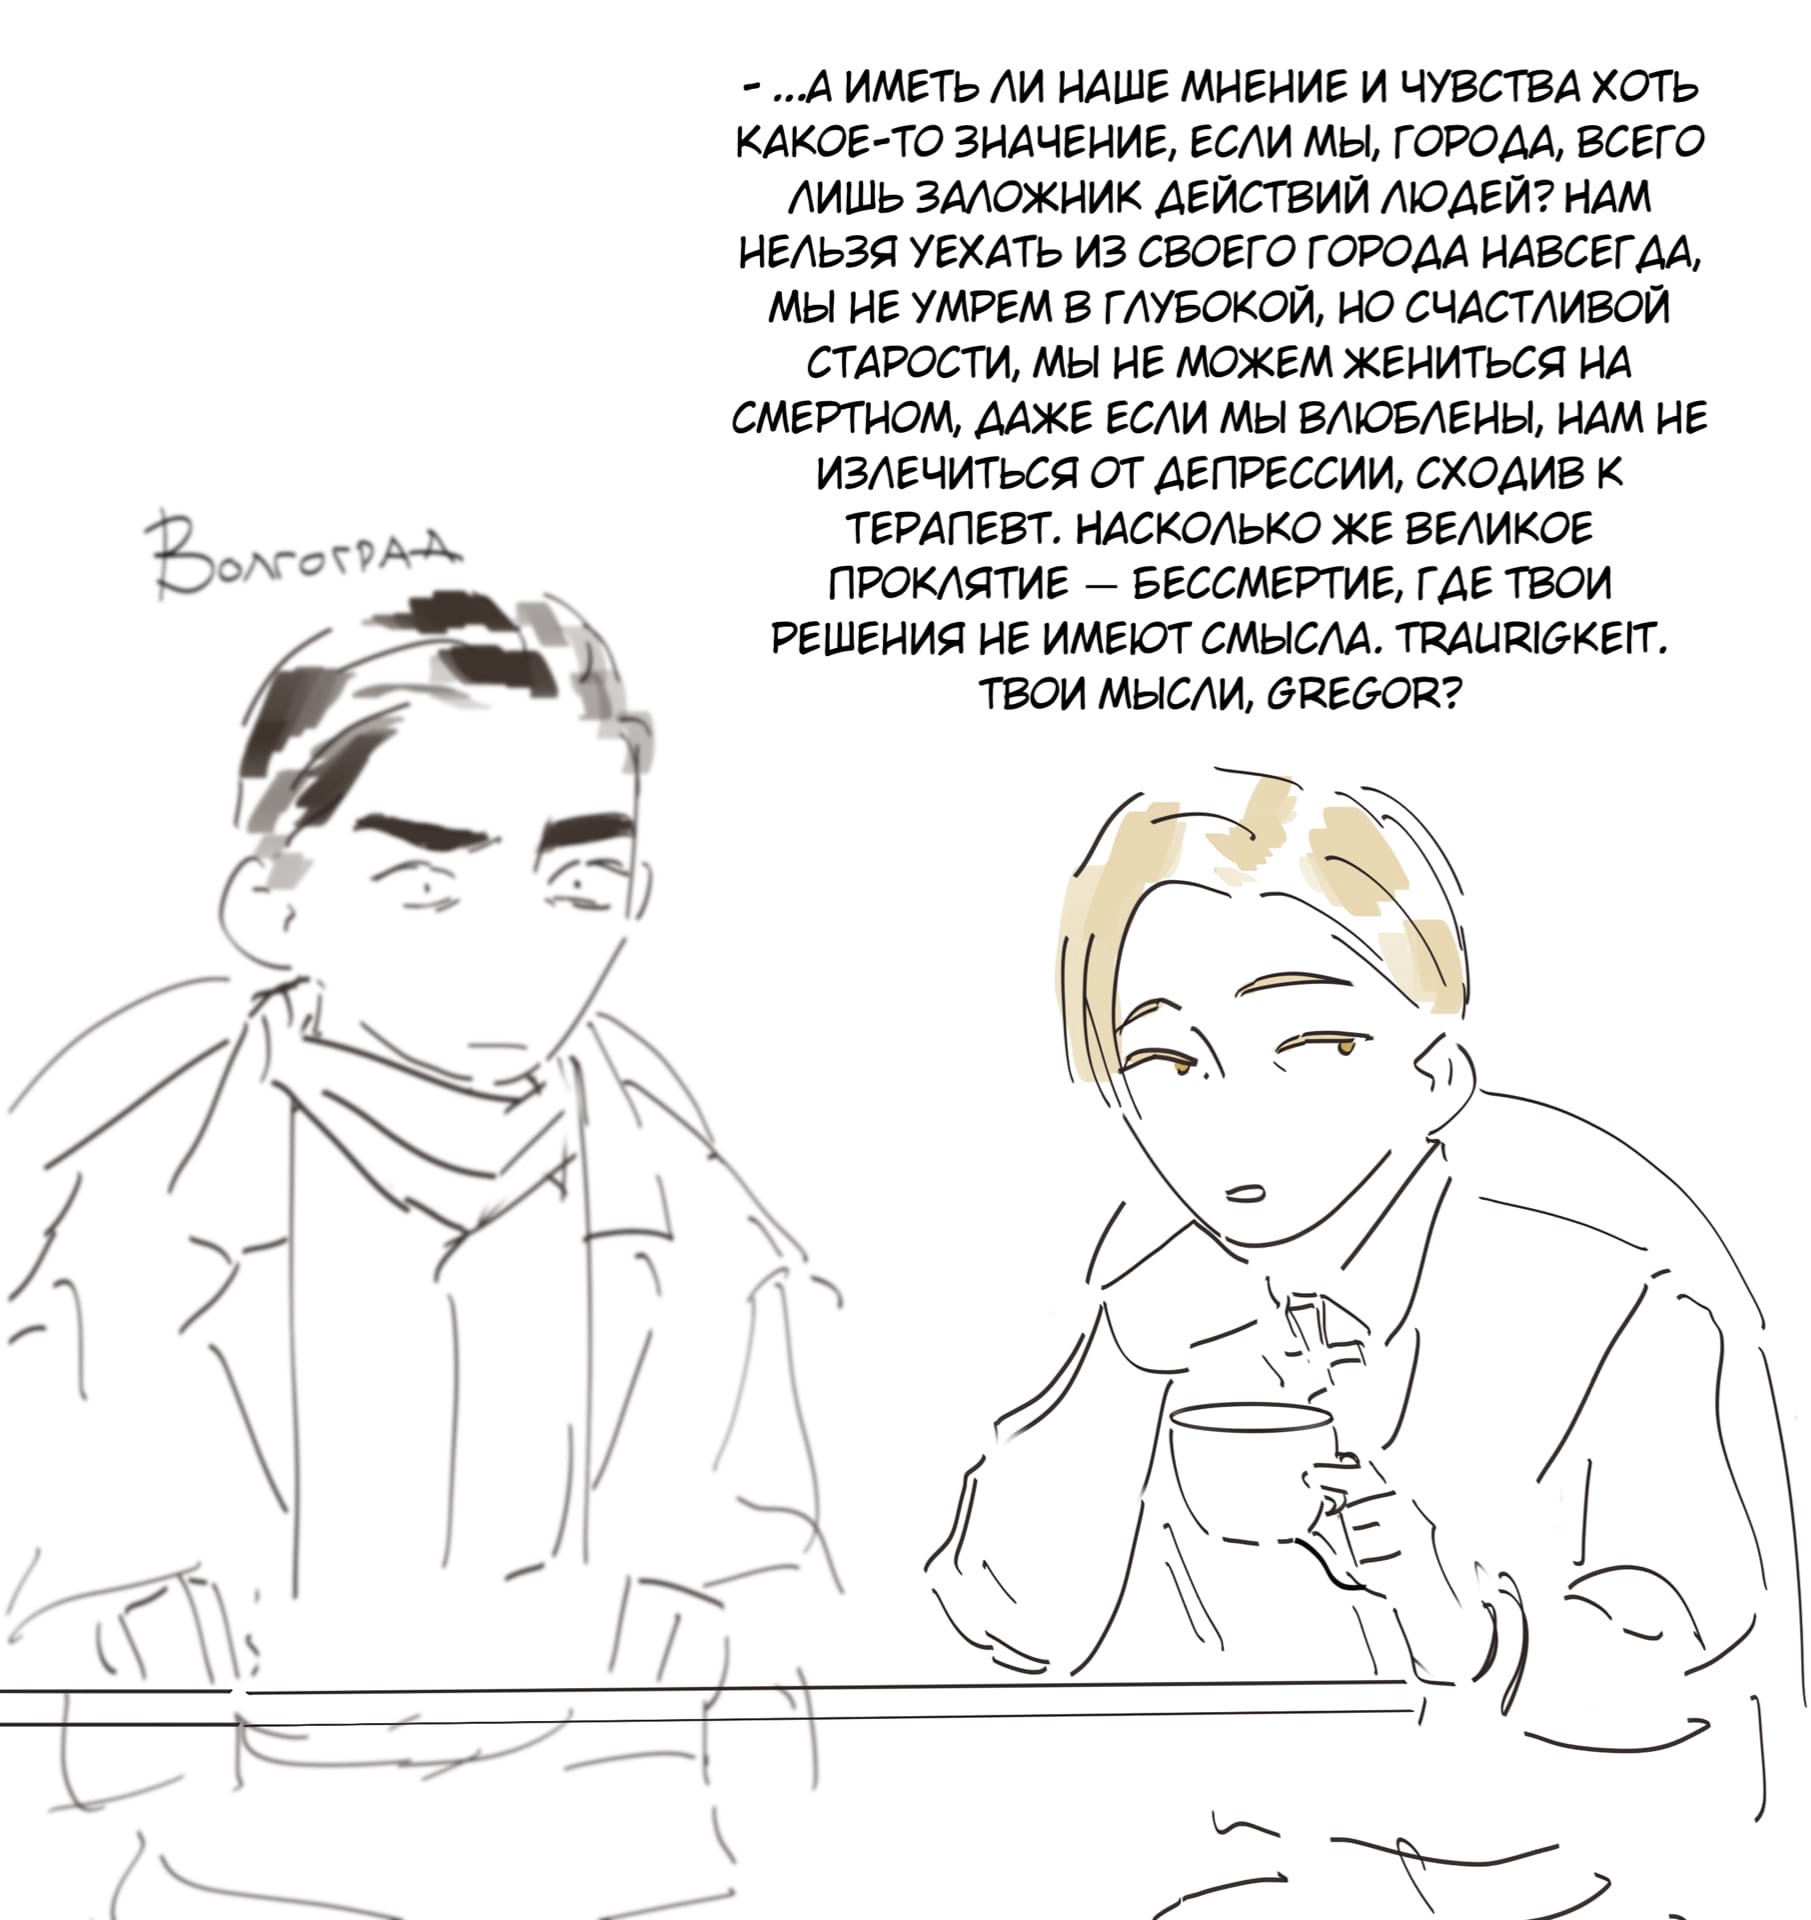 - ...А ИМЕТЬ ЛИ НАШЕ МНЕНИЕ И ЧУВСТВА ХОТЬ
КАКОЕ-ТО ЗНАЧЕНИЕ, ЕСЛИ МЫ, ГОРОДА, ВСЕГО
ЛИШЬ ЗАЛОЖНИК ДЕЙСТВИЙ ЛЮДЕЙ? НАМ
НЕЛЬЗЯ УЕХАТЬ ИЗ СВОЕГО ГОРОДА НАВСЕГДА,
МЫ НЕ УМРЕМ В ГЛУБОКОЙ, НО СЧАСТЛИВОЙ
СТАРОСТИ, МЫ НЕ МОЖЕМ ЖЕНИТЬСЯ НА
СМЕРТНОМ, ДАЖЕ ЕСЛИ МЫ ВЛЮБЛЕНЫ, НАМ НЕ
ИЗЛЕЧИТЬСЯ ОТ ДЕПРЕССИИ, СХОДИВ К
ТЕРАПЕВТ. НАСКОЛЬКО ЖЕ ВЕЛИКОЕ
ПРОКЛЯТИЕ — БЕССМЕРТИЕ, ГДЕ ТВОИ
РЕШЕНИЯ НЕ ИМЕЮТ СМЫСЛА. TRAURIGKEIT.
ТВОИ МЫСЛИ, GREGOR?
ВОЛГОГРАД